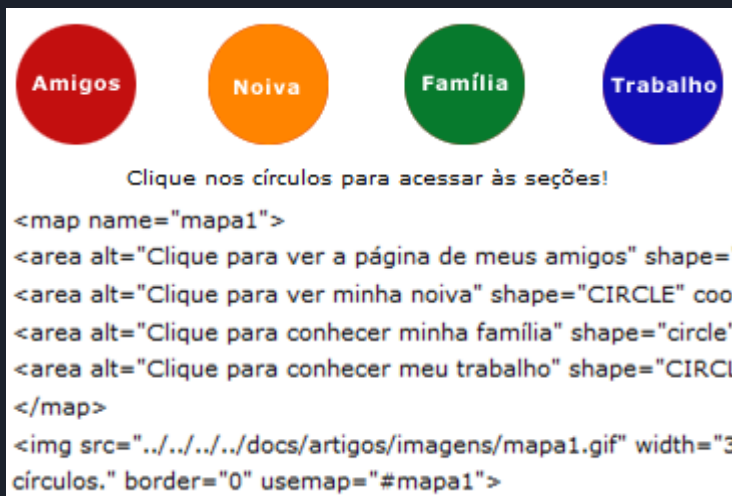 Amigos Noiva Família Trabalho
Clique nos círculos para acessar às seções!
<map name="mapa1">
<area alt="Clique para ver a página de meus amigos" shape="
<area alt="Clique para ver minha noiva" shape="CIRCLE" coo
<area alt="Clique para conhecer minha família" shape="circle"
<area alt="Clique para conhecer meu trabalho" shape="CIRCL
</map>
<img src="../../../../docs/artigos/imagens/mapa1.gif" width="3
círculos." border="0" usemap="#mapa1">